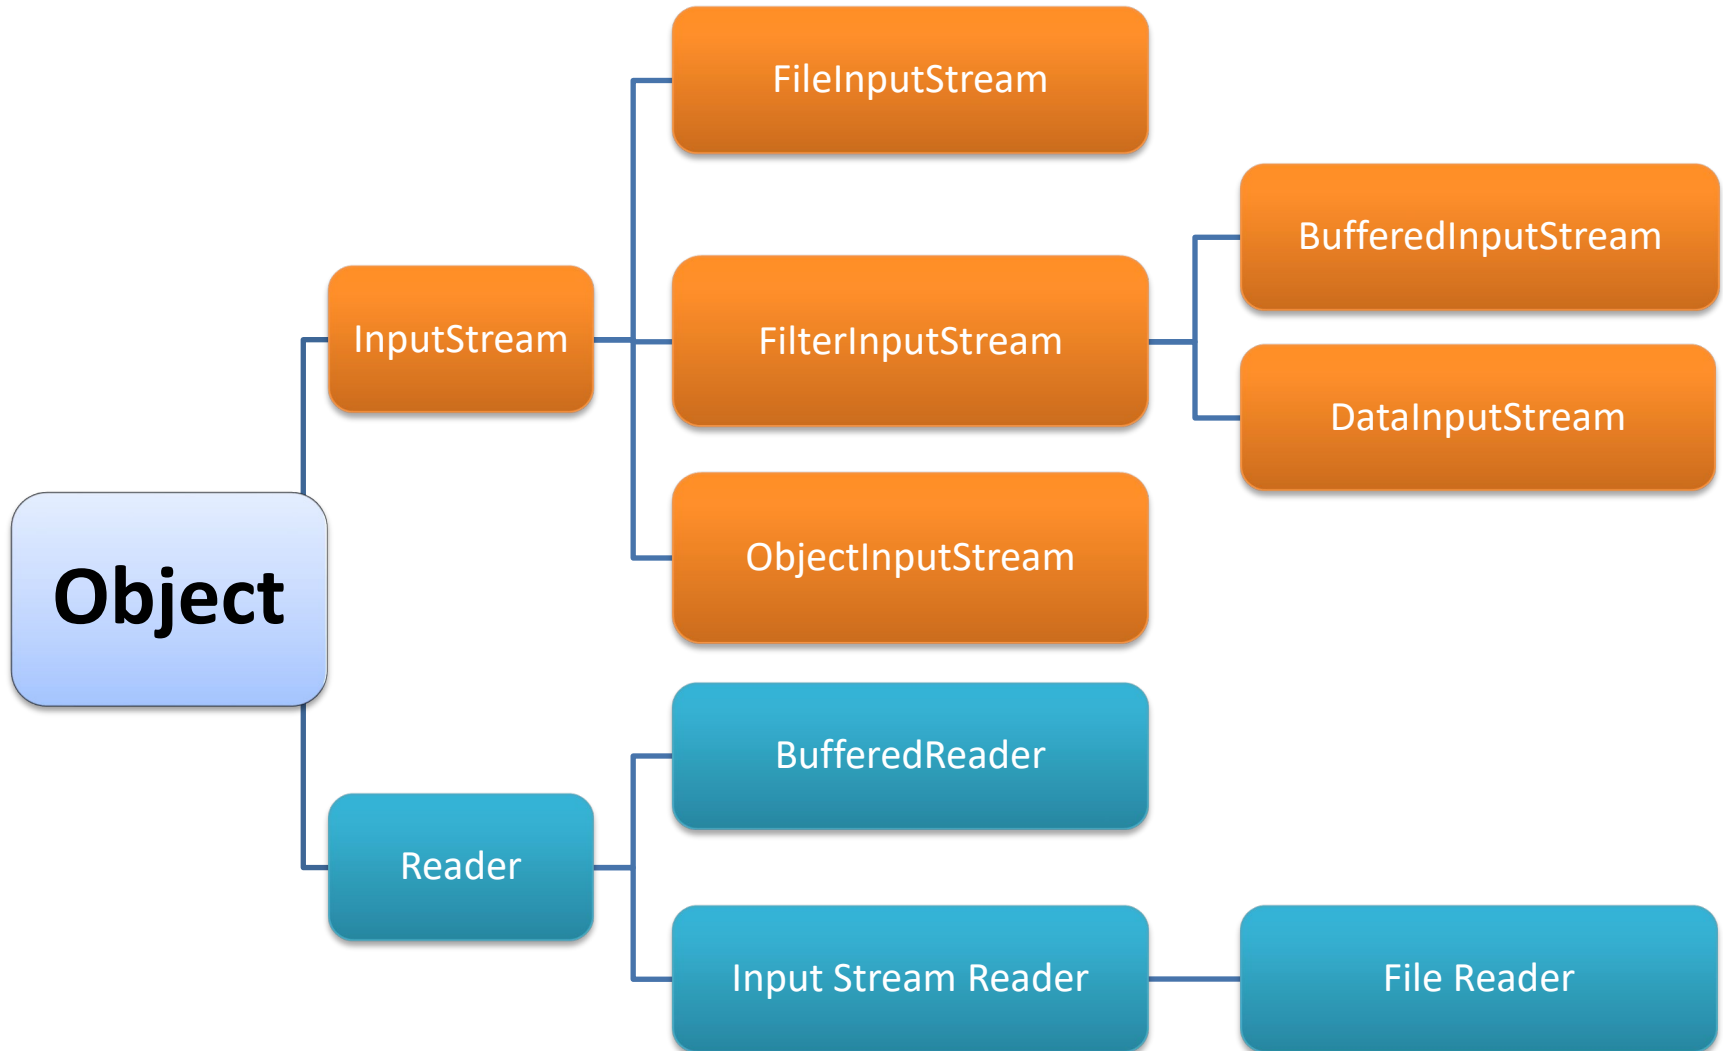 FileInputStream
BufferedInputStream
InputStream
FilterInputStream
DataInputStream
ObjectInputStream
Object
BufferedReader
Reader
Input Stream Reader
File Reader